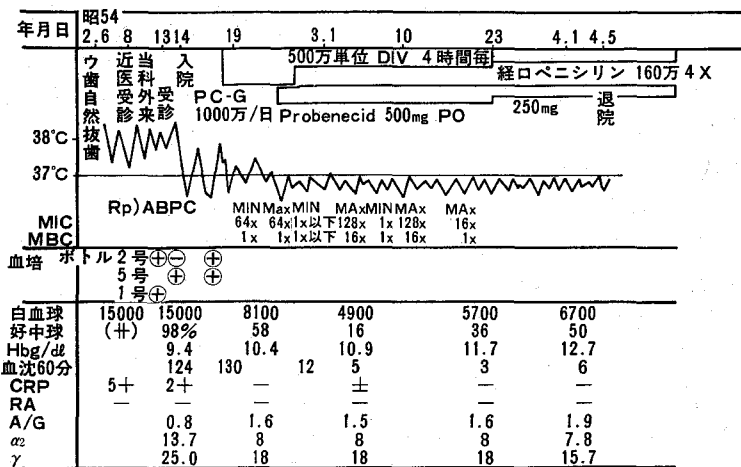 昭54
年月日 2.6 8 13 14 19 3.1 10 23 4.1 4.5
ウ歯自然抜歯
近医受診
当科外来受診
入院
500万単位 DIV 4時間毎
経口ペニシリン 160万 4X
PC-G
1000万/日 Probenecid 500mg PO
250mg
退院
38℃
37℃
Rp)ABPC
MIN Max MIN MAx MIN MAx MAx
MIC 64x 64x 1x以下 128x 1x 128x 16x
MBC 1x 1x 1x以下 16x 1x 16x 1x
血培 ボトル 2号 ⊕ ⊖ ⊕
5号 ⊕ ⊕
1号 ⊕
白血球 15000 15000 8100 4900 5700 6700
好中球 (卅) 98% 58 16 36 50
Hbg/dℓ 9.4 10.4 10.9 11.7 12.7
血沈60分 124 130 12 5 3 6
CRP 5+ 2+ − ± − −
RA − − − − − −
A/G 0.8 1.6 1.5 1.6 1.9
α2 13.7 8 8 8 7.8
γ 25.0 18 18 18 15.7